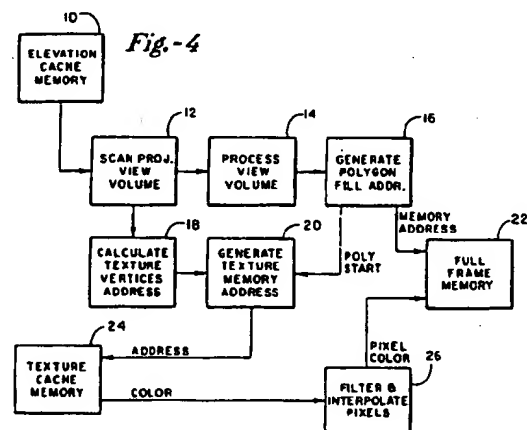 10
Fig.-4
ELEVATION
CACHE
MEMORY
12
14
16
SCAN PROJ.
VIEW
VOLUME
PROCESS
VIEW
VOLUME
GENERATE
POLYGON
FILL ADDR.
18
20
MEMORY
ADDRESS
22
CALCULATE
TEXTURE
VERTICES
ADDRESS
GENERATE
TEXTURE
MEMORY
ADDRESS
POLY
START
FULL
FRAME
MEMORY
24
ADDRESS
PIXEL
COLOR
26
TEXTURE
CACHE
MEMORY
COLOR
FILTER &
INTERPOLATE
PIXELS